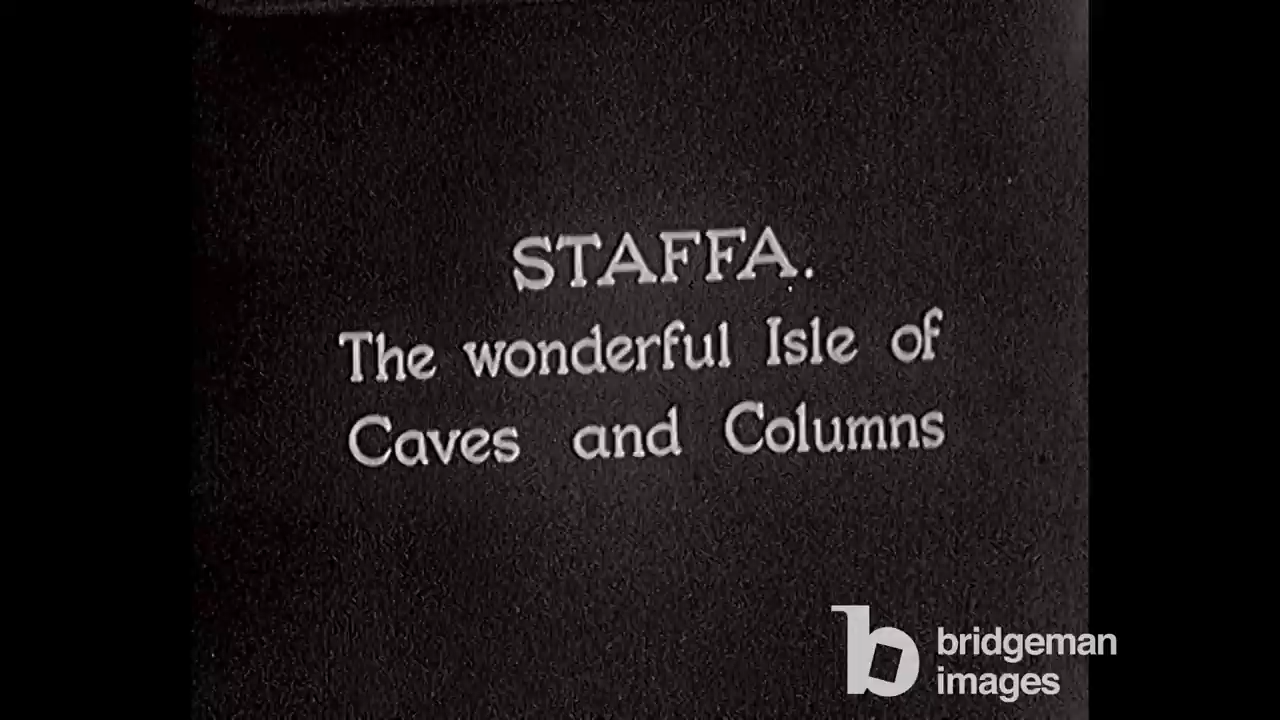 STAFFA.
The wonderful Isle of
Caves and Columns
bridgeman
images